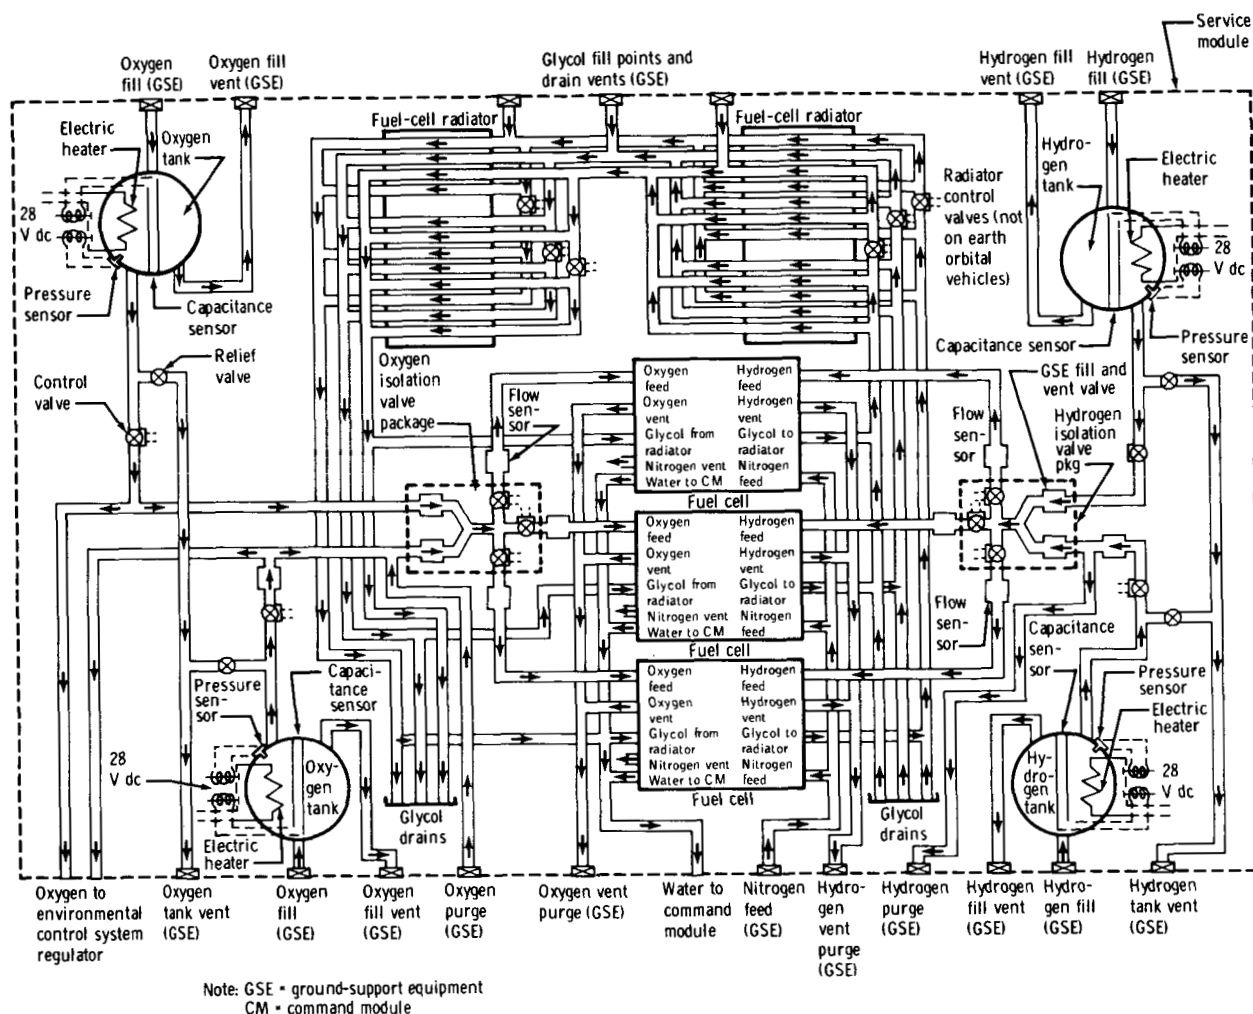 Service
module
Oxygen
fill (GSE)
Oxygen fill
vent (GSE)
Glycol fill points and
drain vents (GSE)
Hydrogen fill
vent (GSE)
Hydrogen
fill (GSE)
Electric
heater
Oxygen
tank
Fuel-cell radiator
Fuel-cell radiator
Hydro-
gen
tank
Electric
heater
28
V dc
Radiator
control
valves (not
on earth
orbital
vehicles)
28
V dc
Pressure
sensor
Capacitance
sensor
Capacitance sensor
Pressure
sensor
Control
valve
Relief
valve
Oxygen
isolation
valve
package
Flow
sen-
sor
GSE fill and
vent valve
Hydrogen
isolation
valve
pkg
Flow
sen-
sor
Oxygen
feed
Oxygen
vent
Glycol from
radiator
Nitrogen vent
Water to CM
Hydrogen
feed
Hydrogen
vent
Glycol to
radiator
Nitrogen
feed
Fuel cell
Oxygen
feed
Oxygen
vent
Glycol from
radiator
Nitrogen vent
Water to CM
Hydrogen
feed
Hydrogen
vent
Glycol to
radiator
Nitrogen
feed
Fuel cell
Oxygen
feed
Oxygen
vent
Glycol from
radiator
Nitrogen vent
Water to CM
Hydrogen
feed
Hydrogen
vent
Glycol to
radiator
Nitrogen
feed
Fuel cell
Flow
sen-
sor
Capacitance
sen-
sor
Pressure
sensor
Electric
heater
Pressure
sen-
sor
Capaci-
tance
sensor
28
V dc
Oxy-
gen
tank
Electric
heater
Glycol
drains
Glycol
drains
Hy-
dro-
gen
tank
28
V dc
Oxygen to
environmental
control system
regulator
Oxygen
tank vent
(GSE)
Oxygen
fill
(GSE)
Oxygen
fill vent
(GSE)
Oxygen
purge
(GSE)
Oxygen vent
purge (GSE)
Water to
command
module
Nitrogen
feed
(GSE)
Hydro-
gen
vent
purge
(GSE)
Hydrogen
purge
(GSE)
Hydrogen
fill vent
(GSE)
Hydro-
gen fill
(GSE)
Hydrogen
tank vent
(GSE)
Note: GSE = ground-support equipment
CM = command module